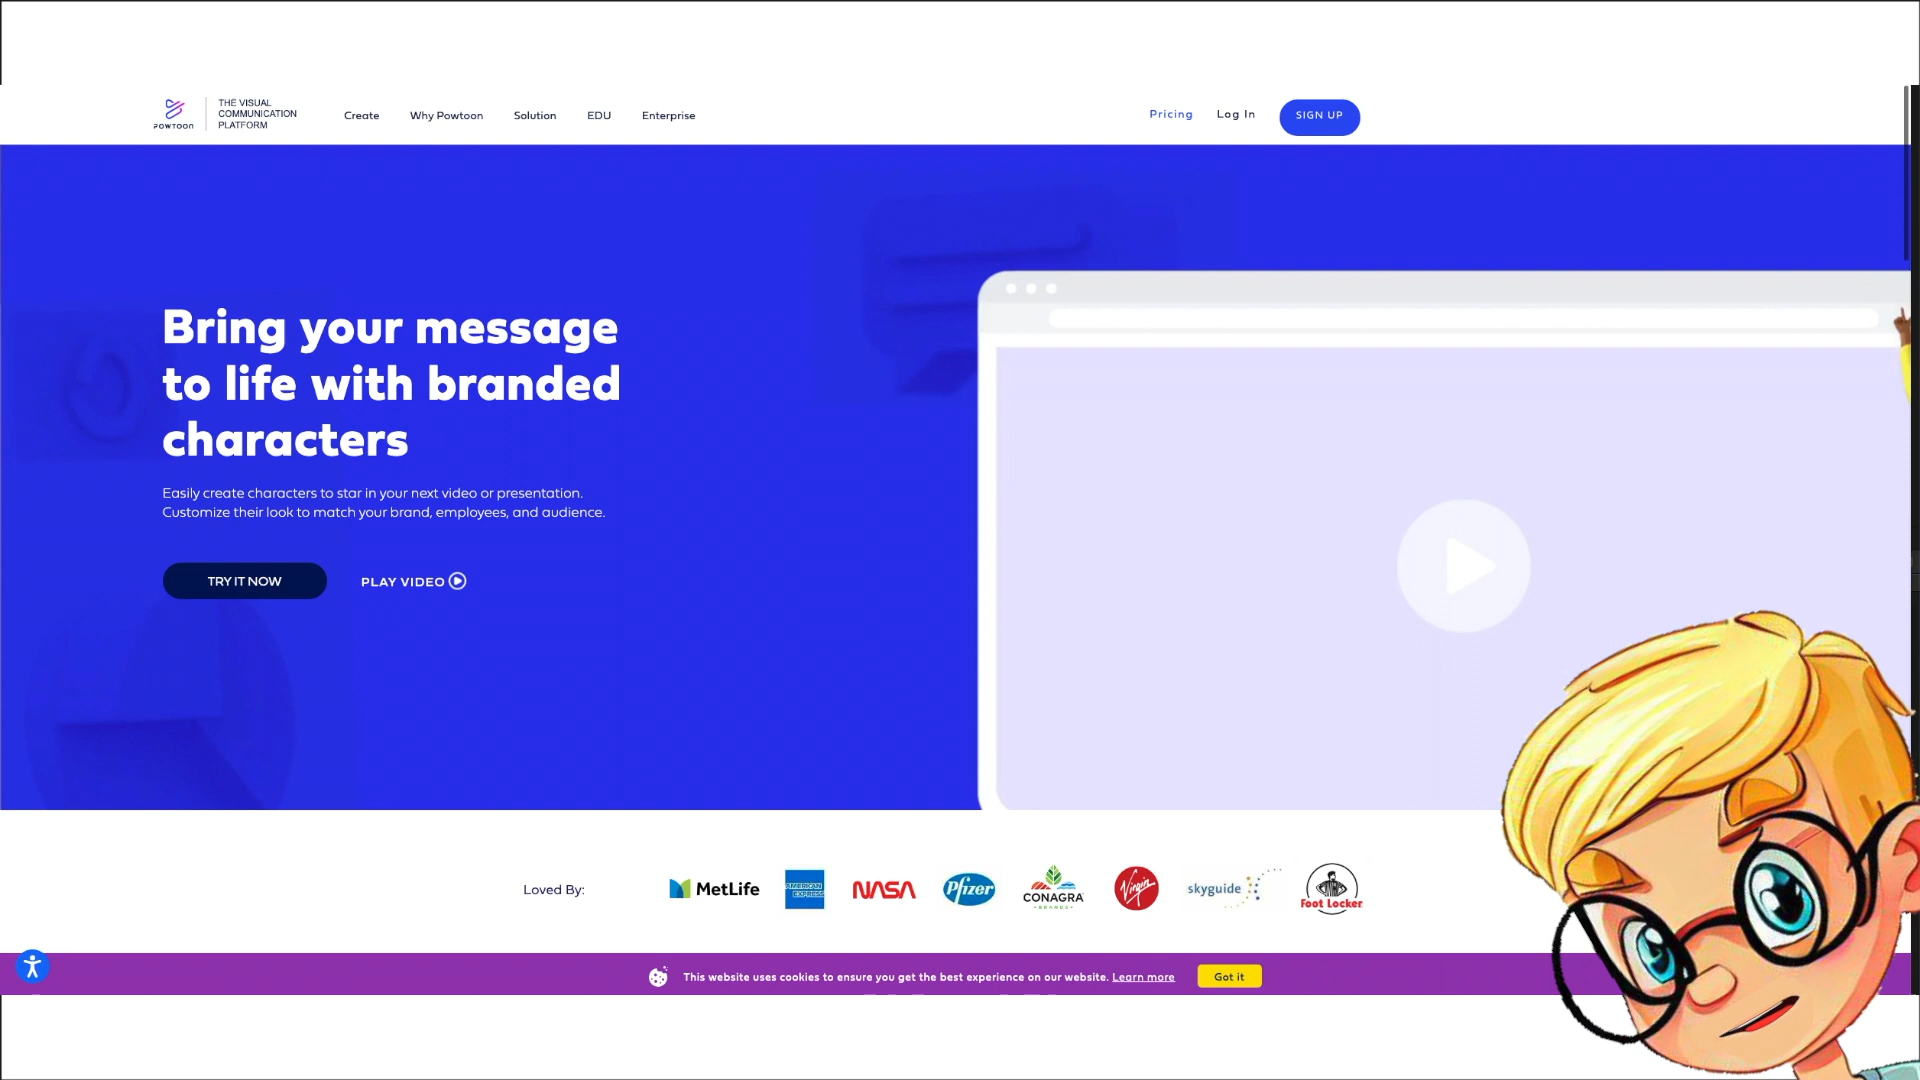 POWTOON
THE VISUAL
COMMUNICATION
PLATFORM
Create
Why Powtoon
Solution
EDU
Enterprise
Pricing
Log In
SIGN UP
Bring your message
to life with branded
characters
Easily create characters to star in your next video or presentation.
Customize their look to match your brand, employees, and audience.
TRY IT NOW
PLAY VIDEO
Loved By:
MetLife
AMERICAN
EXPRESS
NASA
Pfizer
CONAGRA
BRANDS
Virgin
skyguide
Foot Locker
This website uses cookies to ensure you get the best experience on our website. Learn more
Got it